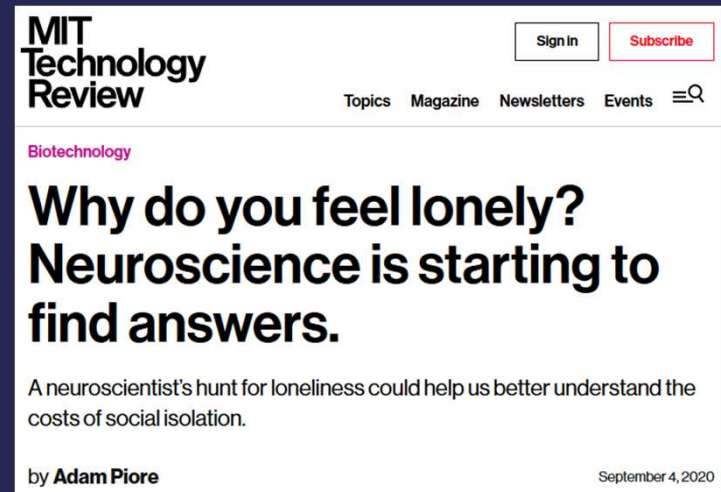 MIT
Technology
Review
Sign in
Subscribe
Topics Magazine Newsletters Events
Biotechnology
Why do you feel lonely?
Neuroscience is starting to
find answers.
A neuroscientist's hunt for loneliness could help us better understand the
costs of social isolation.
by Adam Piore
September 4, 2020